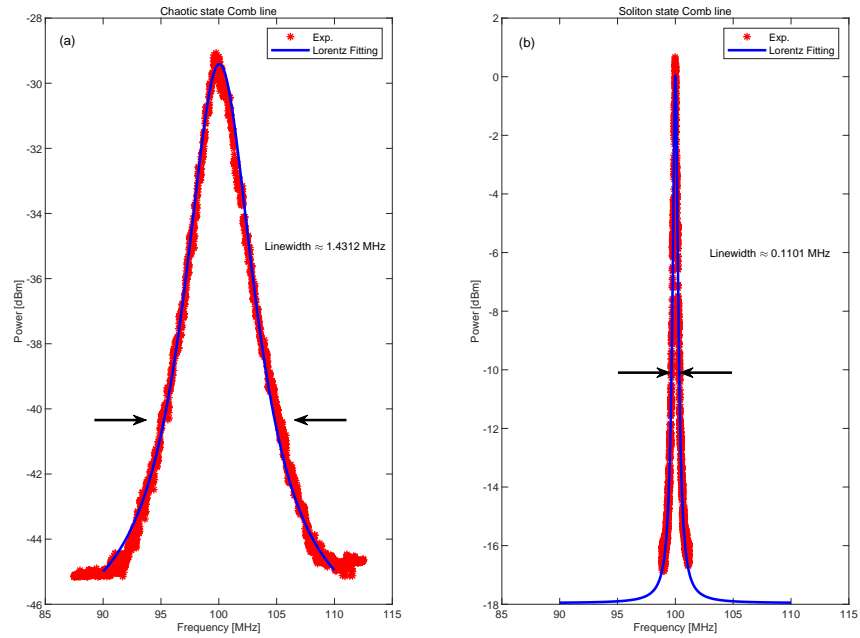 Chaotic state Comb line
(a)
Exp.
Lorentz Fitting
Linewidth ≈ 1.4312 MHz
Power [dBm]
-28
-30
-32
-34
-36
-38
-40
-42
-44
-46
85 90 95 100 105 110 115
Frequency [MHz]
Soliton state Comb line
(b)
Exp.
Lorentz Fitting
Linewidth ≈ 0.1101 MHz
Power [dBm]
0
-2
-4
-6
-8
-10
-12
-14
-16
-18
85 90 95 100 105 110 115
Frequency [MHz]